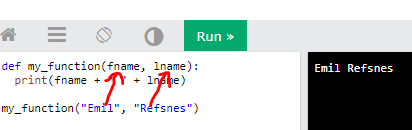 Run »
def my_function(fname, lname):
print(fname + " " + lname)
my_function("Emil", "Refsnes")
Emil Refsnes